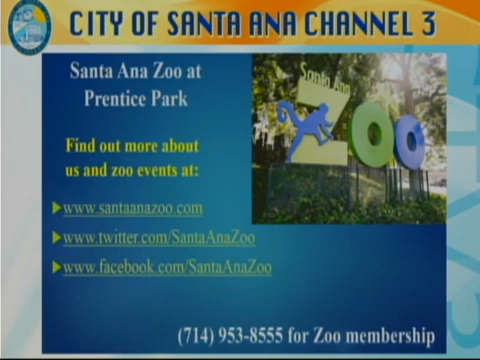 CITY OF SANTA ANA CHANNEL 3
Santa Ana Zoo at
Prentice Park
Santa Ana
ZOO
Find out more about
us and zoo events at:
www.santaanazoo.com
www.twitter.com/SantaAnaZoo
www.facebook.com/SantaAnaZoo
(714) 953-8555 for Zoo membership